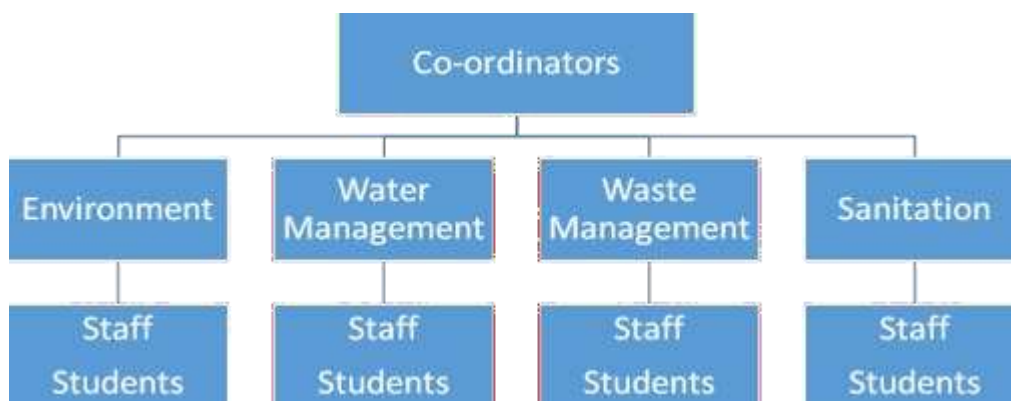 Co-ordinators
Environment
Water
Management
Waste
Management
Sanitation
Staff
Students
Staff
Students
Staff
Students
Staff
Students